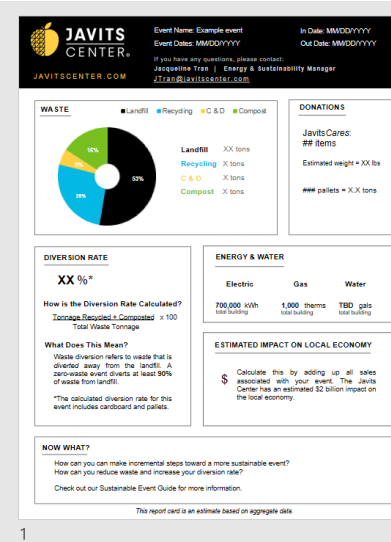 JAVITS
CENTER®
JAVITSCENTER.COM
Event Name: Example event
Event Dates: MM/DD/YYYY
In Date: MM/DD/YYYY
Out Date: MM/DD/YYYY
If you have any questions, please contact:
Jacqueline Tran | Energy & Sustainability Manager
JTran@javitscenter.com
WASTE
Landfill Recycling C & D Compost
16%
5%
53%
Landfill XX tons
Recycling X tons
C & D X tons
Compost X tons
DONATIONS
JavitsCares:
## items
Estimated weight = XX lbs
### pallets = X.X tons
DIVERSION RATE
XX %*
How is the Diversion Rate Calculated?
Tonnage Recycled + Composted x 100
Total Waste Tonnage
What Does This Mean?
Waste diversion refers to waste that is
diverted away from the landfill. A
zero-waste event diverts at least 90%
of waste from landfill.
*The calculated diversion rate for this
event includes cardboard and pallets.
ENERGY & WATER
Electric Gas Water
700,000 kWh 1,000 therms TBD gals
total building total building total building
ESTIMATED IMPACT ON LOCAL ECONOMY
$
Calculate this by adding up all sales
associated with your event. The Javits
Center has an estimated $2 billion impact on
the local economy.
NOW WHAT?
How can you can make incremental steps toward a more sustainable event?
How can you reduce waste and increase your diversion rate?
Check out our Sustainable Event Guide for more information.
This report card is an estimate based on aggregate data.
1